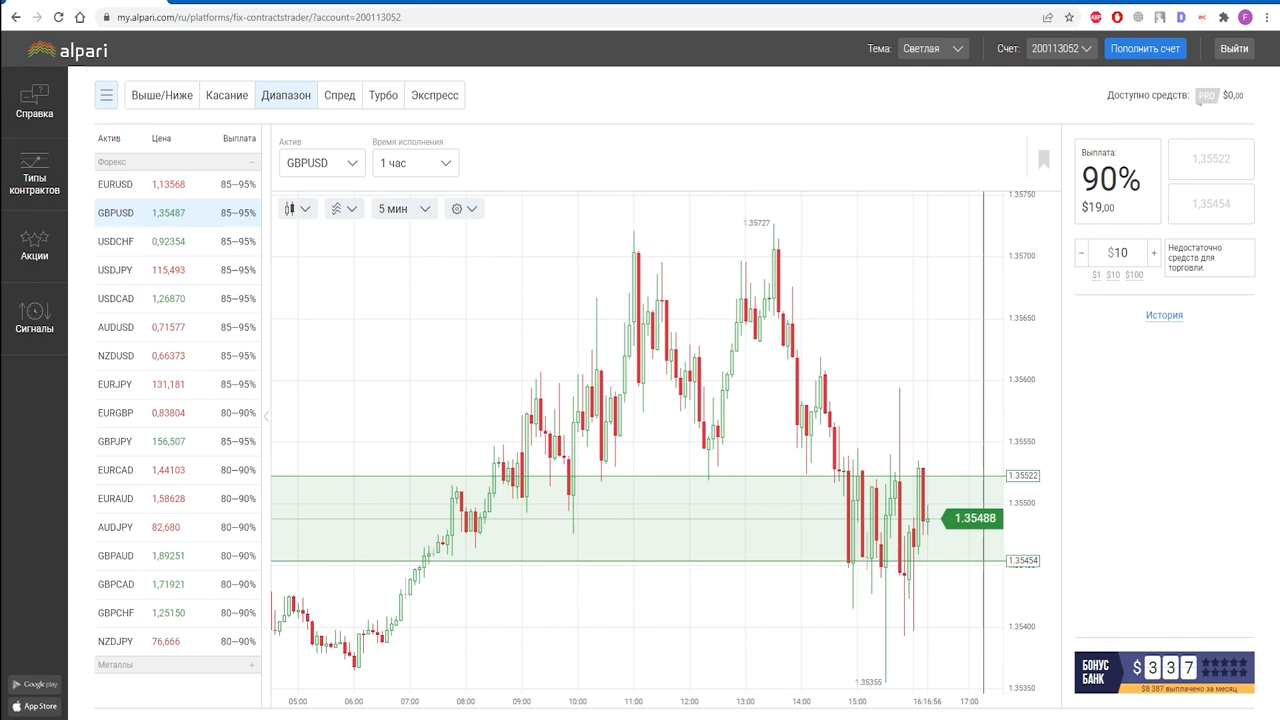 my.alpari.com/ru/platforms/fix-contractstrader/?account=200113052
ABP
D
WC
F
alpari
Тема:
Светлая
Счет:
200113052
Пополнить счет
Выйти
Справка
Типы
контрактов
Акции
Сигналы
Google play
App Store
Выше/Ниже
Касание
Диапазон
Спред
Турбо
Экспресс
Доступно средств:
PRO
$0,00
Актив
Цена
Выплата
Форекс
−
EURUSD 1,13568 85–95%
GBPUSD 1,35487 85–95%
USDCHF 0,92354 85–95%
USDJPY 115,493 85–95%
USDCAD 1,26870 85–95%
AUDUSD 0,71577 85–95%
NZDUSD 0,66373 85–95%
EURJPY 131,181 85–95%
EURGBP 0,83804 80–90%
GBPJPY 156,507 85–95%
EURCAD 1,44103 80–90%
EURAUD 1,58628 80–90%
AUDJPY 82,680 80–90%
GBPAUD 1,89251 80–90%
GBPCAD 1,71921 80–90%
GBPCHF 1,25150 80–90%
NZDJPY 76,666 80–90%
Металлы
+
Актив
GBPUSD
Время исполнения
1 час
5 мин
1.35727
1.35355
1.35750
1.35700
1.35650
1.35600
1.35550
1.35522
1.35500
1.35488
1.35454
1.35400
1.35350
05:00 06:00 07:00 08:00 09:00 10:00 11:00 12:00 13:00 14:00 15:00 16:16:56 17:00
Выплата:
90%
$19,00
1,35522
1,35454
− $10 +
$1 $10 $100
Недостаточно
средств для
торговли.
История
БОНУС
БАНК
$ 3 3 7
$8 387 выплачено за месяц